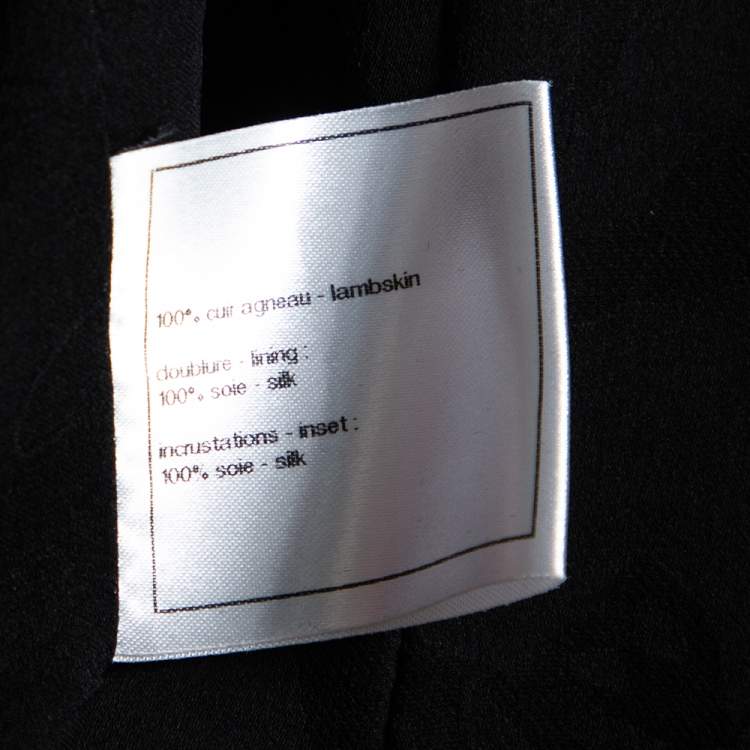 100% cuir agneau - lambskin
doublure - lining :
100% soie - silk
incrustations - inset :
100% soie - silk